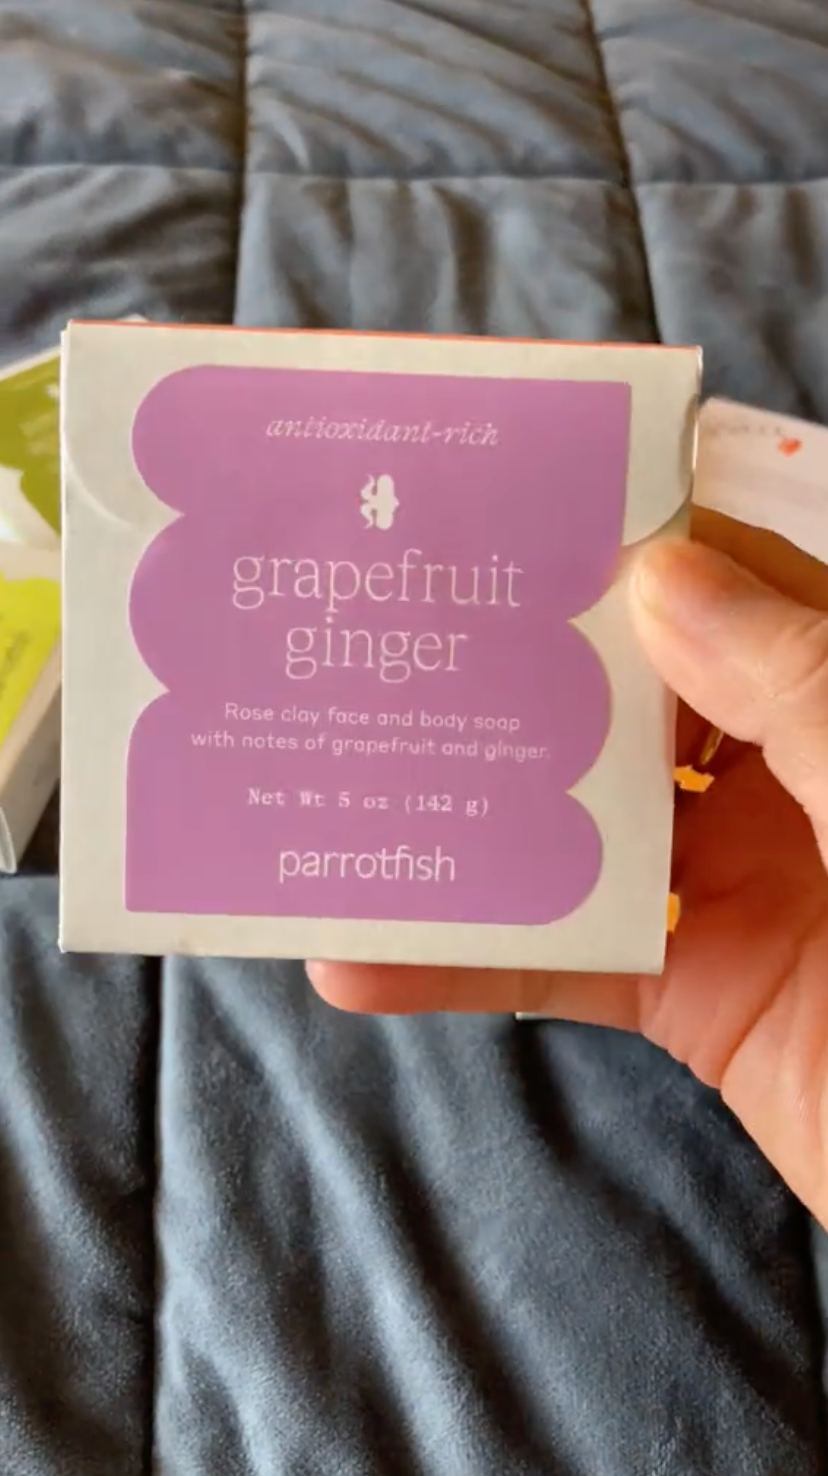 antioxidant-rich
grapefruit
ginger
Rose clay face and body soap
with notes of grapefruit and ginger.
Net Wt 5 oz (142 g)
parrotfish